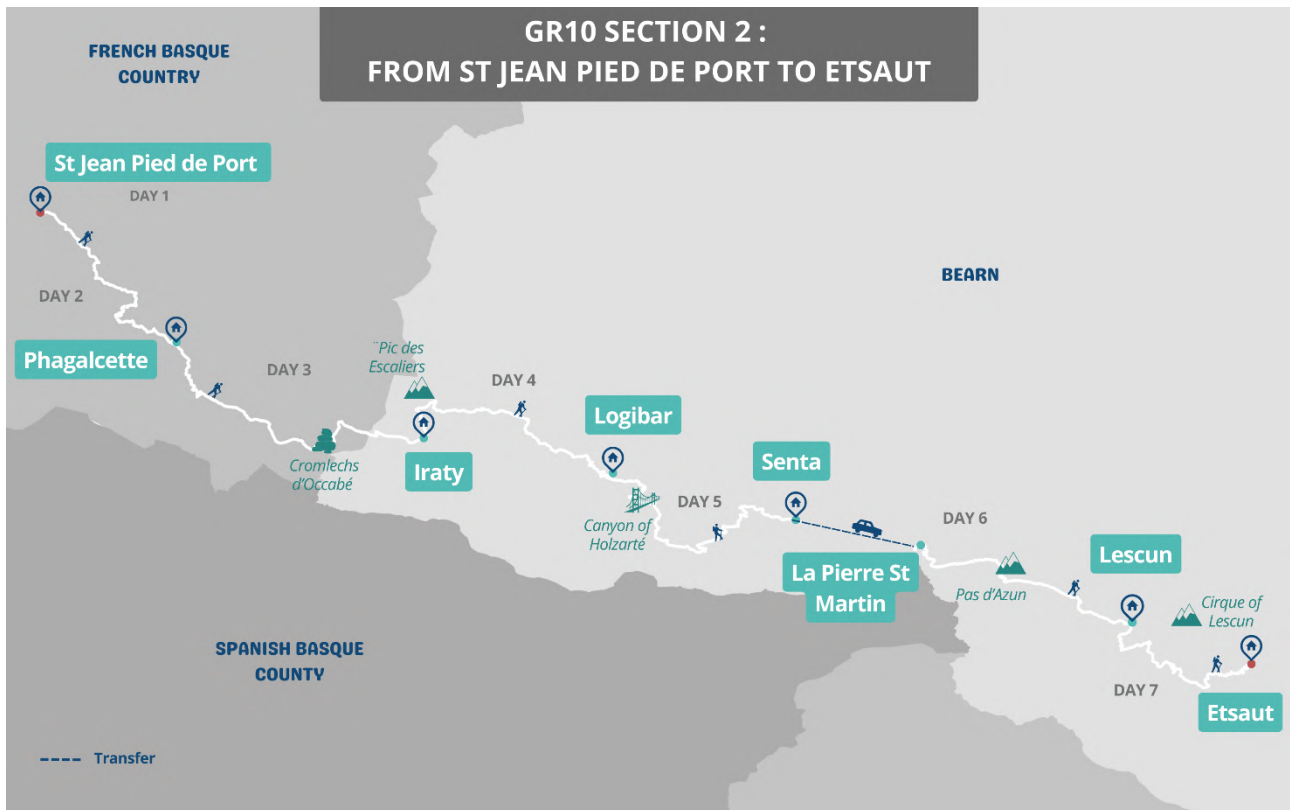 GR10 SECTION 2 :
FROM ST JEAN PIED DE PORT TO ETSAUT
FRENCH BASQUE
COUNTRY
St Jean Pied de Port
DAY 1
DAY 2
Phagalcette
DAY 3
¨Pic des
Escaliers
DAY 4
Cromlechs
d'Occabé
Iraty
Logibar
Canyon of
Holzarté
DAY 5
Senta
BEARN
La Pierre St
Martin
DAY 6
Pas d'Azun
Lescun
Cirque of
Lescun
DAY 7
Etsaut
SPANISH BASQUE
COUNTY
Transfer